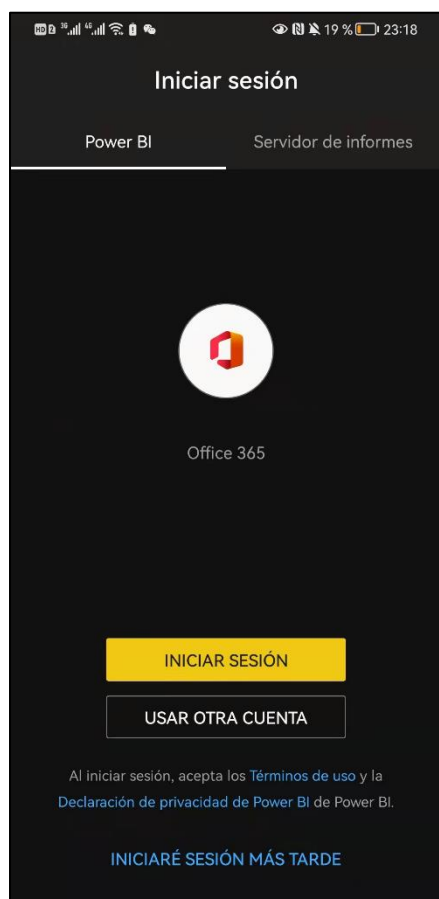 19 % 23:18
Iniciar sesión
Power BI Servidor de informes
Office 365
INICIAR SESIÓN
USAR OTRA CUENTA
Al iniciar sesión, acepta los Términos de uso y la
Declaración de privacidad de Power BI de Power BI.
INICIARÉ SESIÓN MÁS TARDE